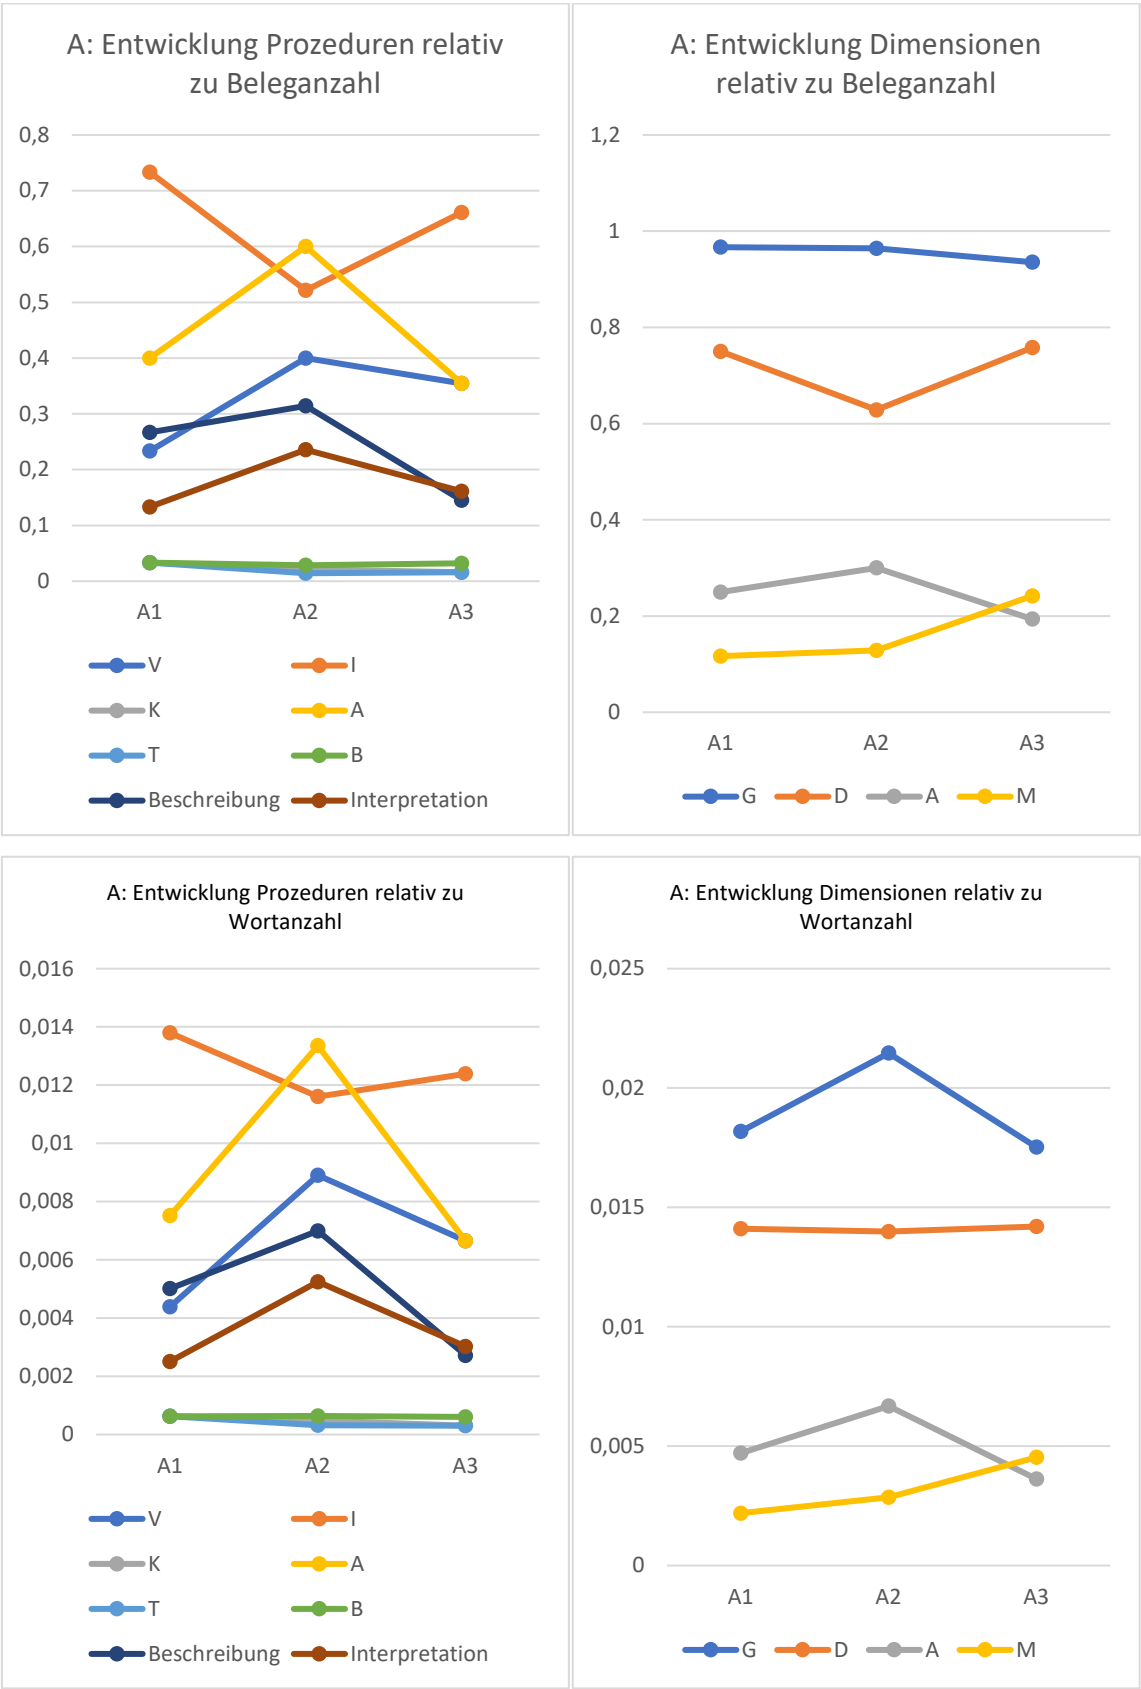 A: Entwicklung Prozeduren relativ
zu Beleganzahl
0,8
0,7
0,6
0,5
0,4
0,3
0,2
0,1
0
A1 A2 A3
V I
K A
T B
Beschreibung Interpretation
A: Entwicklung Dimensionen
relativ zu Beleganzahl
1,2
1
0,8
0,6
0,4
0,2
0
A1 A2 A3
G D A M
A: Entwicklung Prozeduren relativ zu
Wortanzahl
0,016
0,014
0,012
0,01
0,008
0,006
0,004
0,002
0
A1 A2 A3
V I
K A
T B
Beschreibung Interpretation
A: Entwicklung Dimensionen relativ zu
Wortanzahl
0,025
0,02
0,015
0,01
0,005
0
A1 A2 A3
G D A M